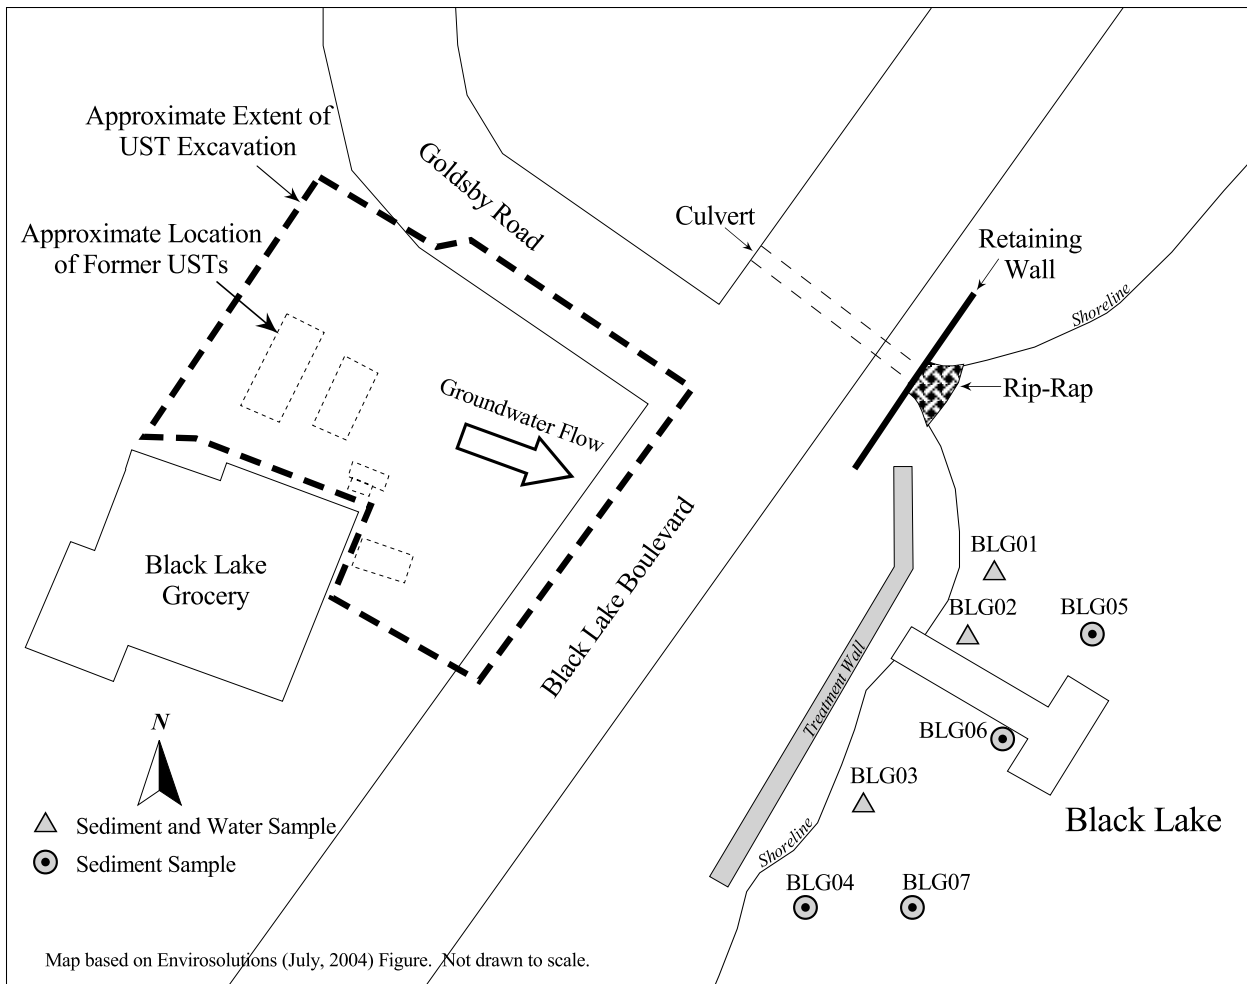 Approximate Extent of
UST Excavation
Goldsby Road
Approximate Location
of Former USTs
Culvert
Retaining
Wall
Shoreline
Rip-Rap
Groundwater Flow
Black Lake Boulevard
Black Lake
Grocery
BLG01
BLG02
BLG05
Treatment Wall
BLG06
BLG03
Black Lake
Shoreline
BLG04
BLG07
N
Sediment and Water Sample
Sediment Sample
Map based on Envirosolutions (July, 2004) Figure.  Not drawn to scale.